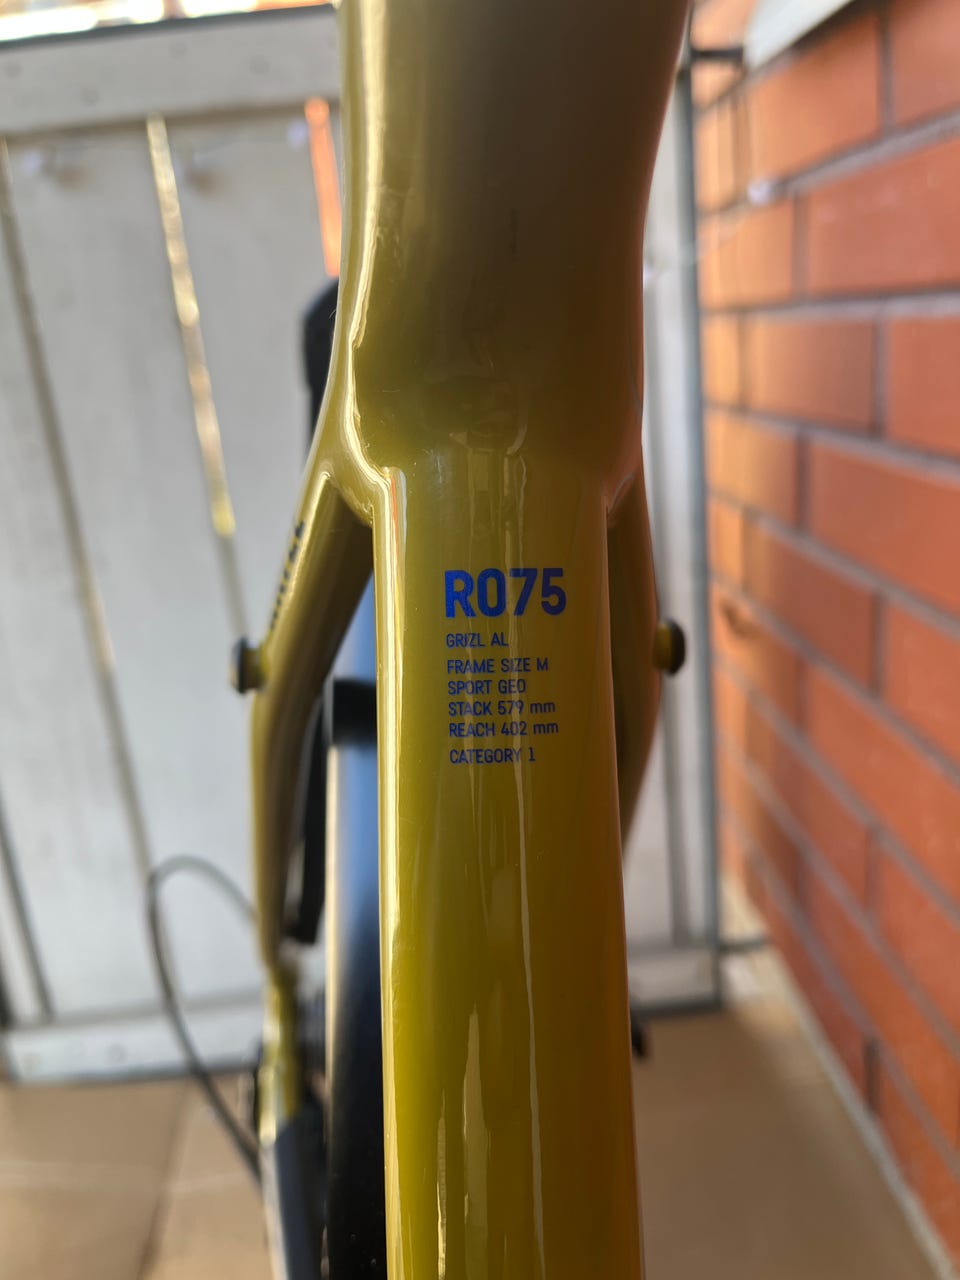 R075
GRIZL AL
FRAME SIZE M
SPORT GEO
STACK 579 mm
REACH 402 mm
CATEGORY 1